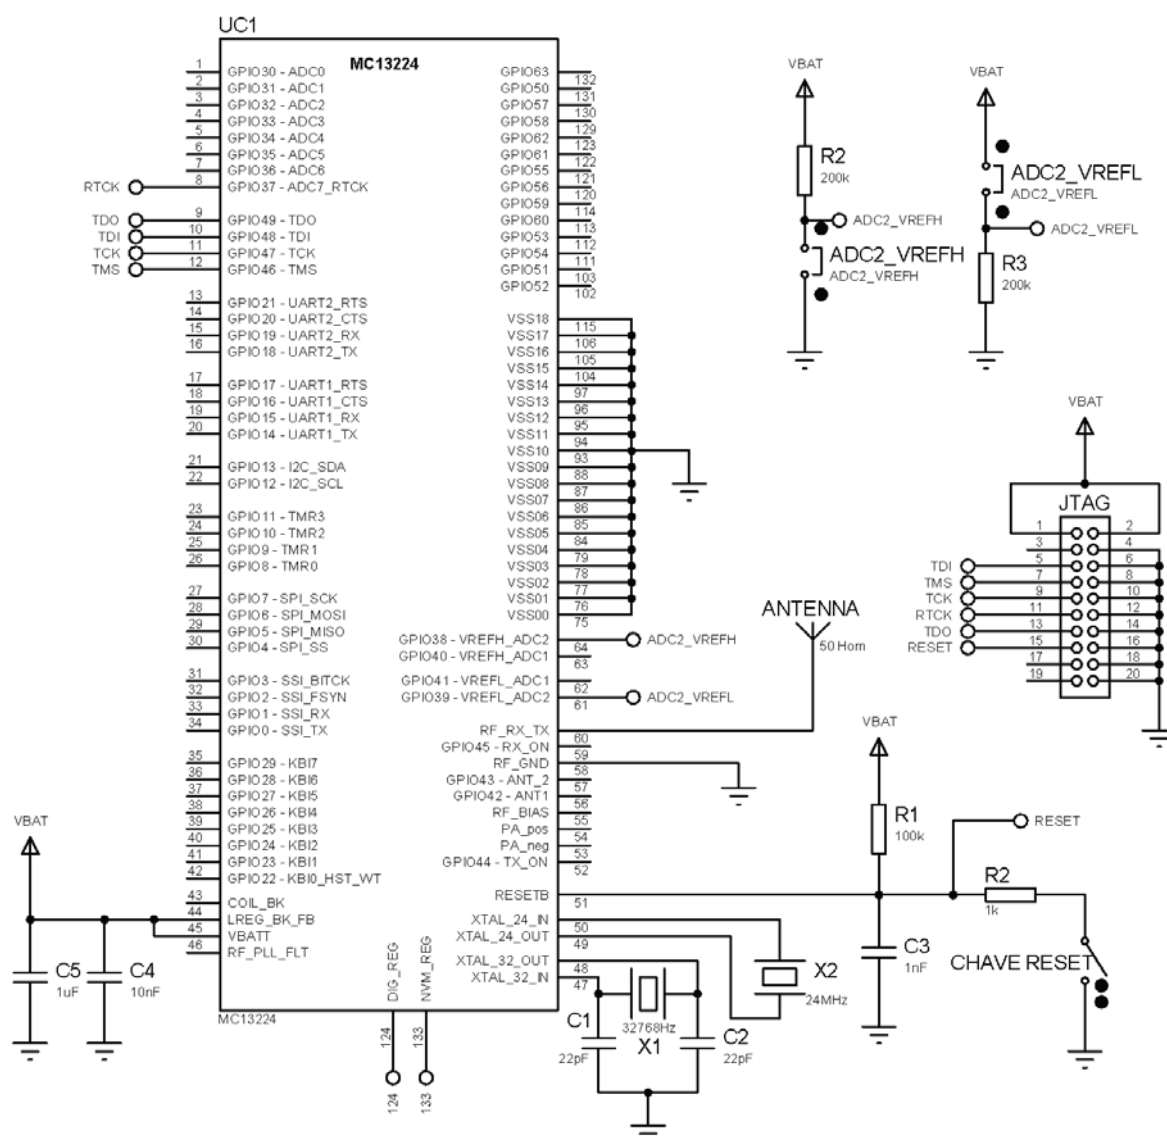 UC1
MC13224
1 GPIO30 - ADC0
2 GPIO31 - ADC1
3 GPIO32 - ADC2
4 GPIO33 - ADC3
5 GPIO34 - ADC4
6 GPIO35 - ADC5
7 GPIO36 - ADC6
RTCK 8 GPIO37 - ADC7_RTCK
TDO 9 GPIO49 - TDO
TDI 10 GPIO48 - TDI
TCK 11 GPIO47 - TCK
TMS 12 GPIO46 - TMS
13 GPIO21 - UART2_RTS
14 GPIO20 - UART2_CTS
15 GPIO19 - UART2_RX
16 GPIO18 - UART2_TX
17 GPIO17 - UART1_RTS
18 GPIO16 - UART1_CTS
19 GPIO15 - UART1_RX
20 GPIO14 - UART1_TX
21 GPIO13 - I2C_SDA
22 GPIO12 - I2C_SCL
23 GPIO11 - TMR3
24 GPIO10 - TMR2
25 GPIO9 - TMR1
26 GPIO8 - TMR0
27 GPIO7 - SPI_SCK
28 GPIO6 - SPI_MOSI
29 GPIO5 - SPI_MISO
30 GPIO4 - SPI_SS
31 GPIO3 - SSI_BITCK
32 GPIO2 - SSI_FSYN
33 GPIO1 - SSI_RX
34 GPIO0 - SSI_TX
35 GPIO29 - KBI7
36 GPIO28 - KBI6
37 GPIO27 - KBI5
38 GPIO26 - KBI4
39 GPIO25 - KBI3
40 GPIO24 - KBI2
41 GPIO23 - KBI1
42 GPIO22 - KBI0_HST_WT
43 COIL_BK
44 LREG_BK_FB
45 VBATT
46 RF_PLL_FLT
VBAT
C5
1uF
C4
10nF
MC13224
DIG_REG
124
124
NVM_REG
133
133
GPIO63 132
GPIO50 131
GPIO57 130
GPIO58 129
GPIO62 123
GPIO61 122
GPIO55 121
GPIO56 120
GPIO59 114
GPIO60 113
GPIO53 112
GPIO54 111
GPIO51 103
GPIO52 102
VSS18 115
VSS17 106
VSS16 105
VSS15 104
VSS14 97
VSS13 96
VSS12 95
VSS11 94
VSS10 93
VSS09 88
VSS08 87
VSS07 86
VSS06 85
VSS05 84
VSS04 79
VSS03 78
VSS02 77
VSS01 76
VSS00 75
GPIO38 - VREFH_ADC2 64 ADC2_VREFH
GPIO40 - VREFH_ADC1 63
GPIO41 - VREFL_ADC1 62
GPIO39 - VREFL_ADC2 61 ADC2_VREFL
RF_RX_TX 60
GPIO45 - RX_ON 59
RF_GND 58
GPIO43 - ANT_2 57
GPIO42 - ANT1 56
RF_BIAS 55
PA_pos 54
PA_neg 53
GPIO44 - TX_ON 52
RESETB 51
XTAL_24_IN 50
XTAL_24_OUT 49
XTAL_32_OUT 48
XTAL_32_IN 47
C1
22pF
32768Hz
X1
C2
22pF
X2
24MHz
ANTENNA
50 Hom
VBAT
R2
200k
ADC2_VREFH
ADC2_VREFH
ADC2_VREFH
VBAT
ADC2_VREFL
ADC2_VREFL
ADC2_VREFL
R3
200k
VBAT
JTAG
1 2
3 4
TDI 5 6
TMS 7 8
TCK 9 10
RTCK 11 12
TDO 13 14
RESET 15 16
17 18
19 20
VBAT
R1
100k
RESET
R2
1k
C3
1nF
CHAVE RESET